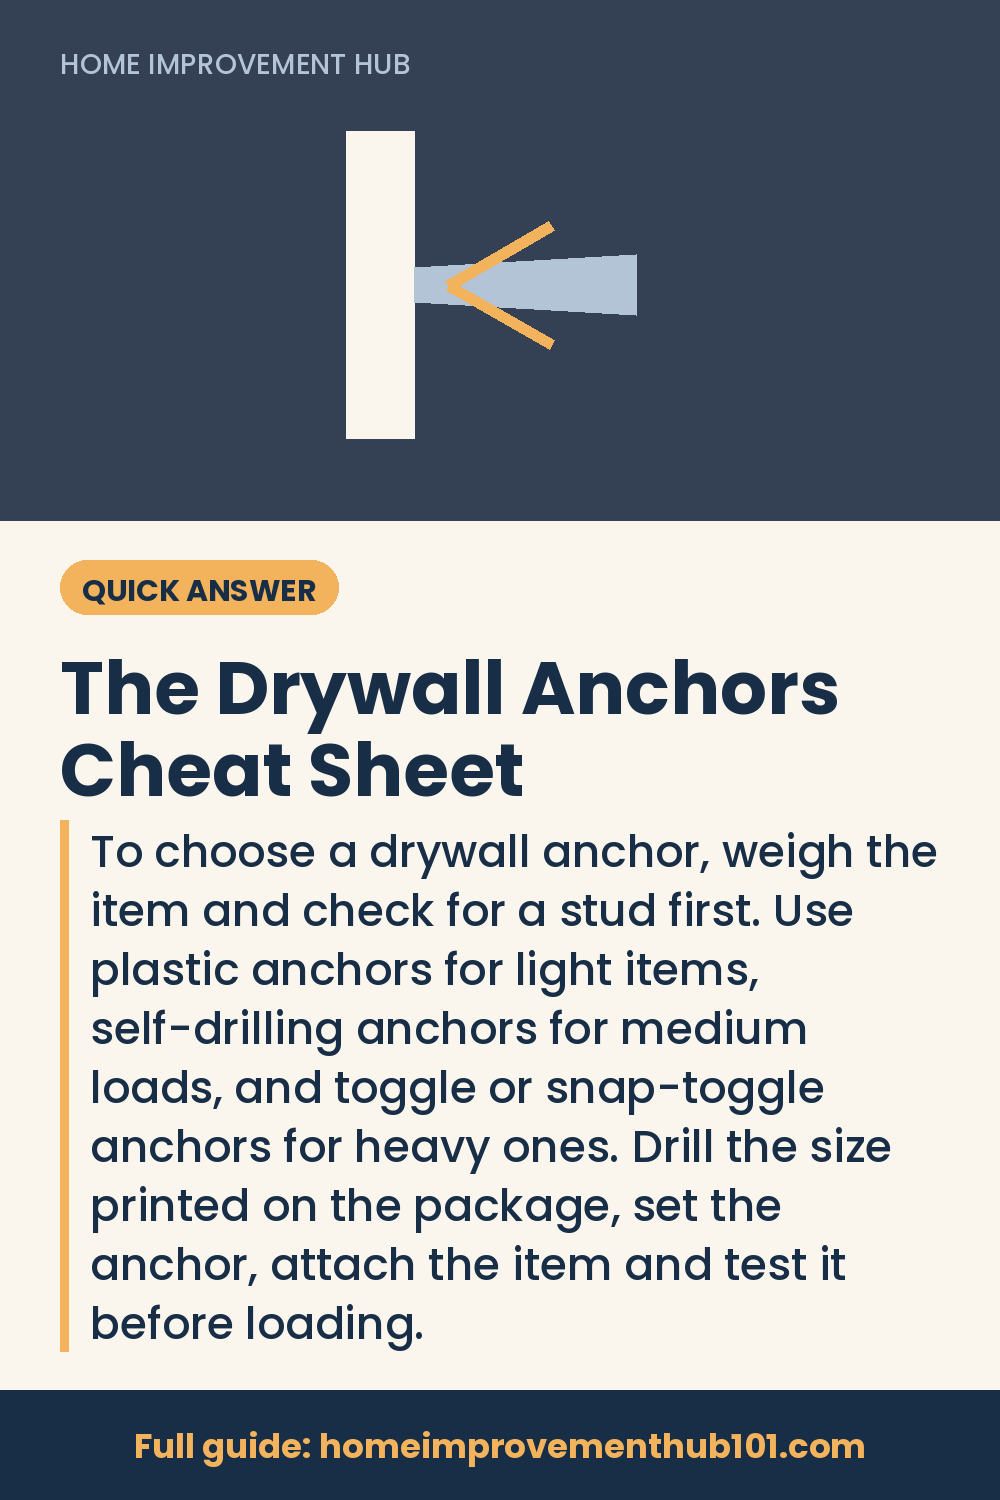 HOME IMPROVEMENT HUB
QUICK ANSWER
The Drywall Anchors
Cheat Sheet
To choose a drywall anchor, weigh the
item and check for a stud first. Use
plastic anchors for light items,
self-drilling anchors for medium
loads, and toggle or snap-toggle
anchors for heavy ones. Drill the size
printed on the package, set the
anchor, attach the item and test it
before loading.
Full guide: homeimprovementhub101.com